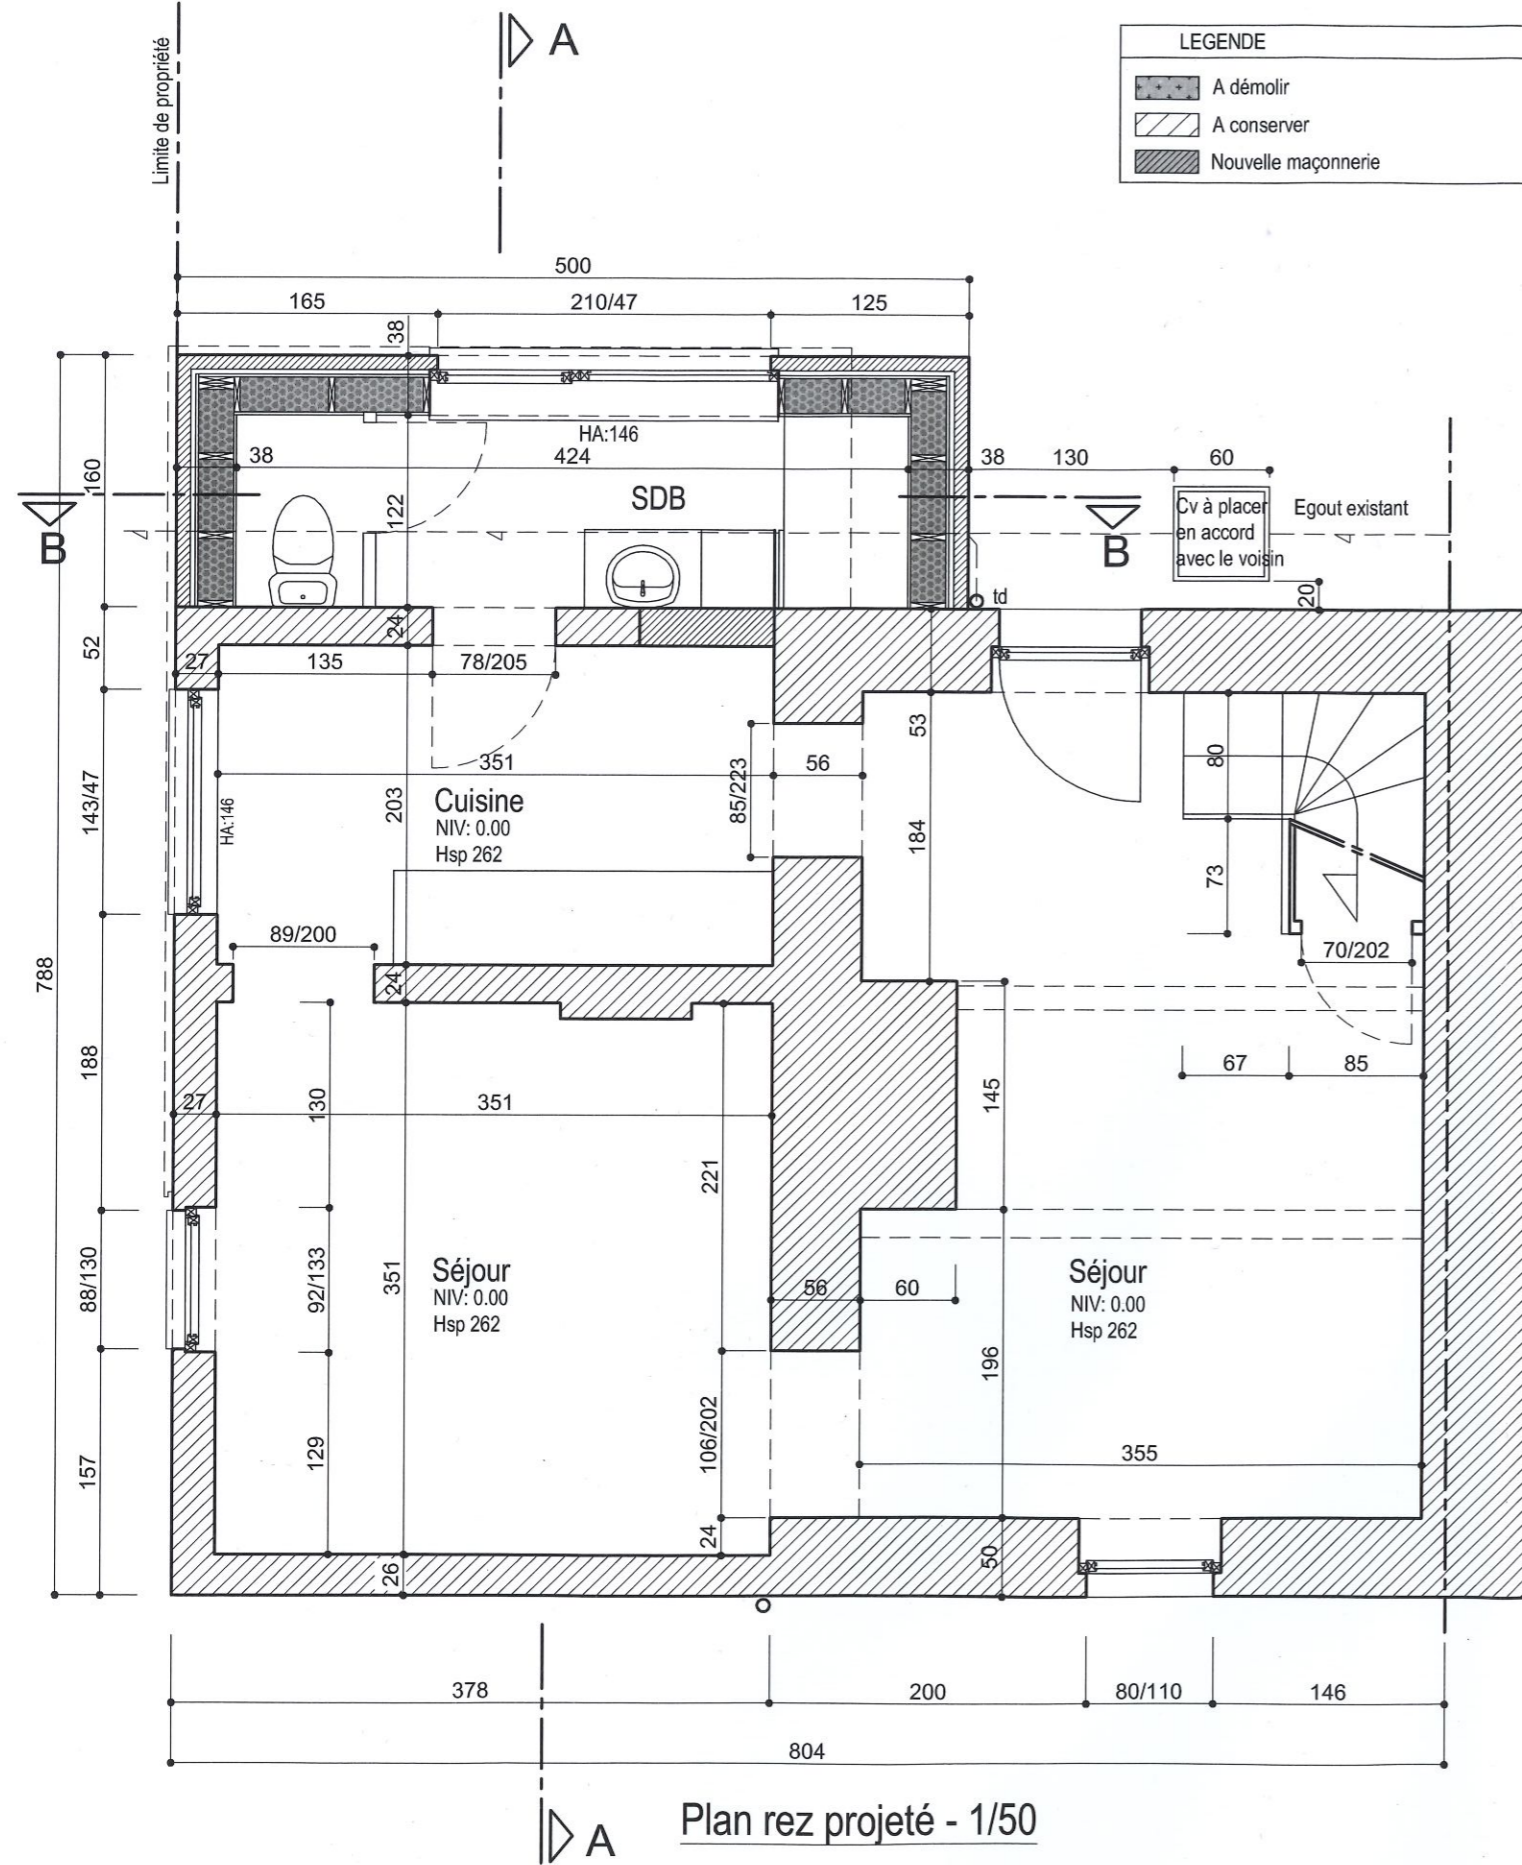 A
LEGENDE
A démolir
A conserver
Nouvelle maçonnerie
Limite de propriété
500
165
210/47
125
38
HA:146
38
424
38
130
60
160
122
SDB
Cv à placer
en accord
avec le voisin
Egout existant
B
B
td
20
24
52
27
135
78/205
53
80
351
56
85/223
143/47
HA:146
203
Cuisine
NIV: 0.00
Hsp 262
184
73
89/200
70/202
24
788
188
130
67
85
27
351
145
221
88/130
92/133
351
Séjour
NIV: 0.00
Hsp 262
56
60
Séjour
NIV: 0.00
Hsp 262
196
106/202
355
157
129
24
26
50
378
200
80/110
146
804
Plan rez projeté - 1/50
A